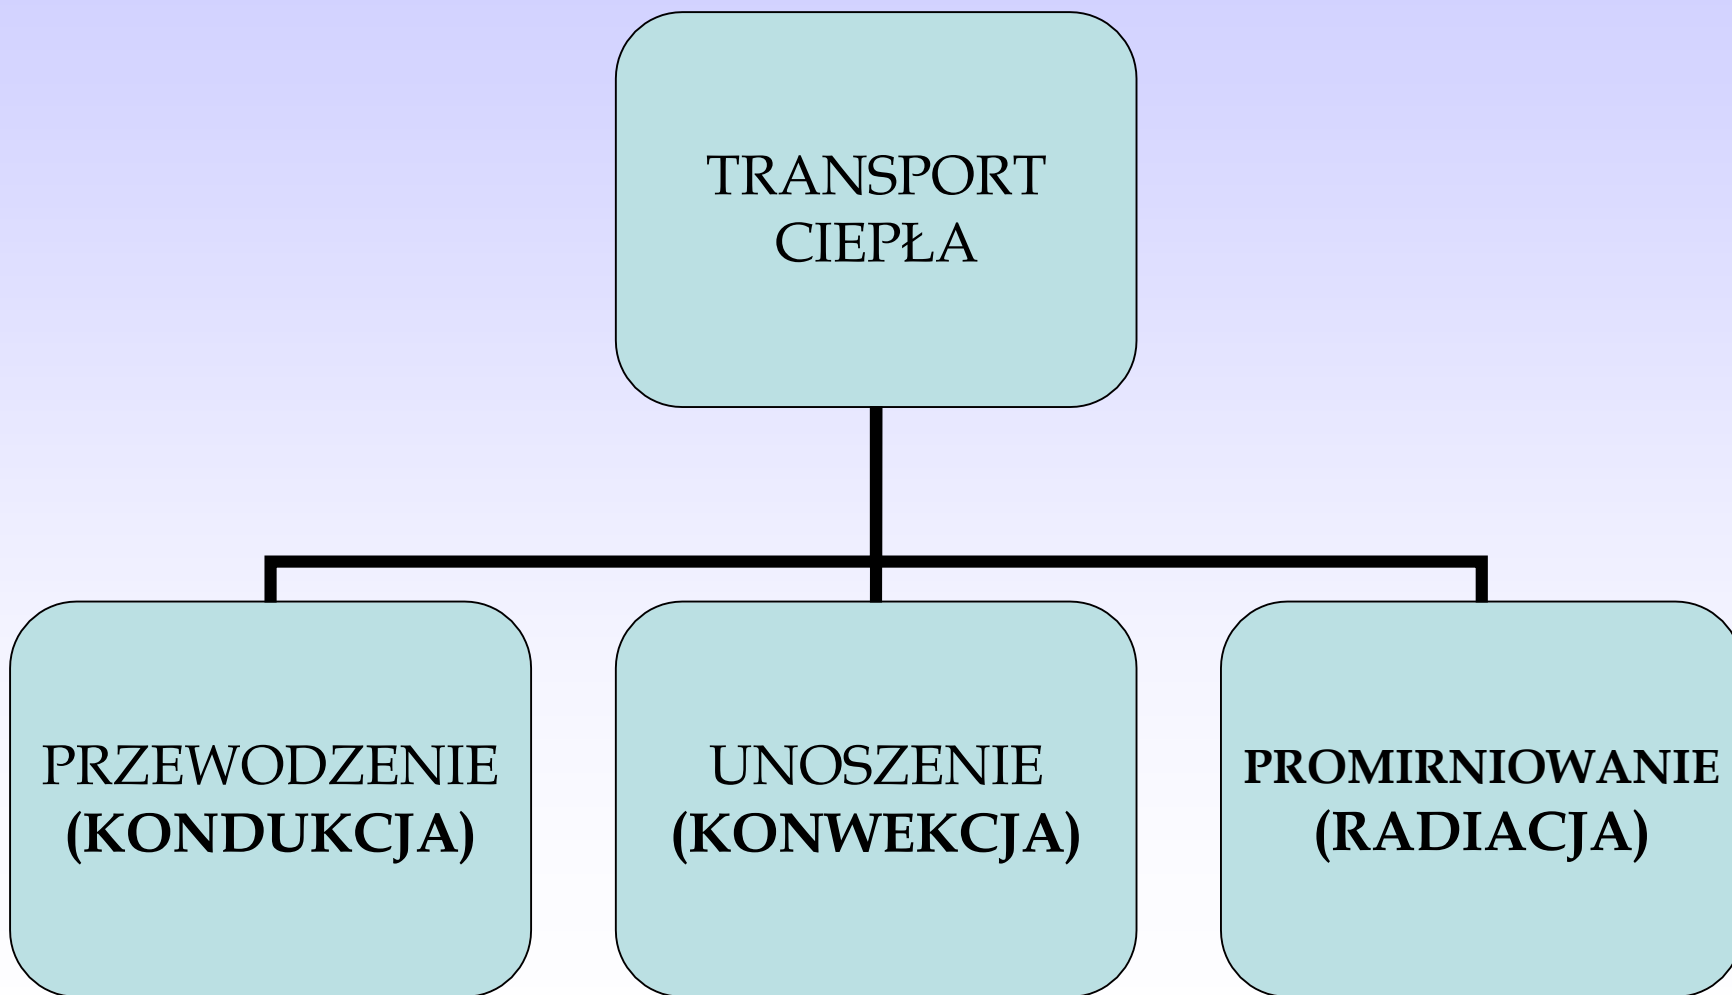 TRANSPORT
CIEPŁA
PRZEWODZENIE
(KONDUKCJA)
UNOSZENIE
(KONWEKCJA)
PROMIRNIOWANIE
(RADIACJA)